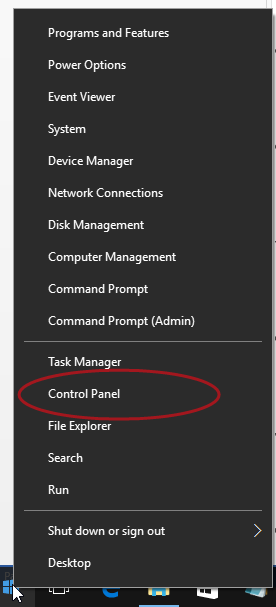 Programs and Features
Power Options
Event Viewer
System
Device Manager
Network Connections
Disk Management
Computer Management
Command Prompt
Command Prompt (Admin)
Task Manager
Control Panel
File Explorer
Search
Run
Shut down or sign out
Desktop